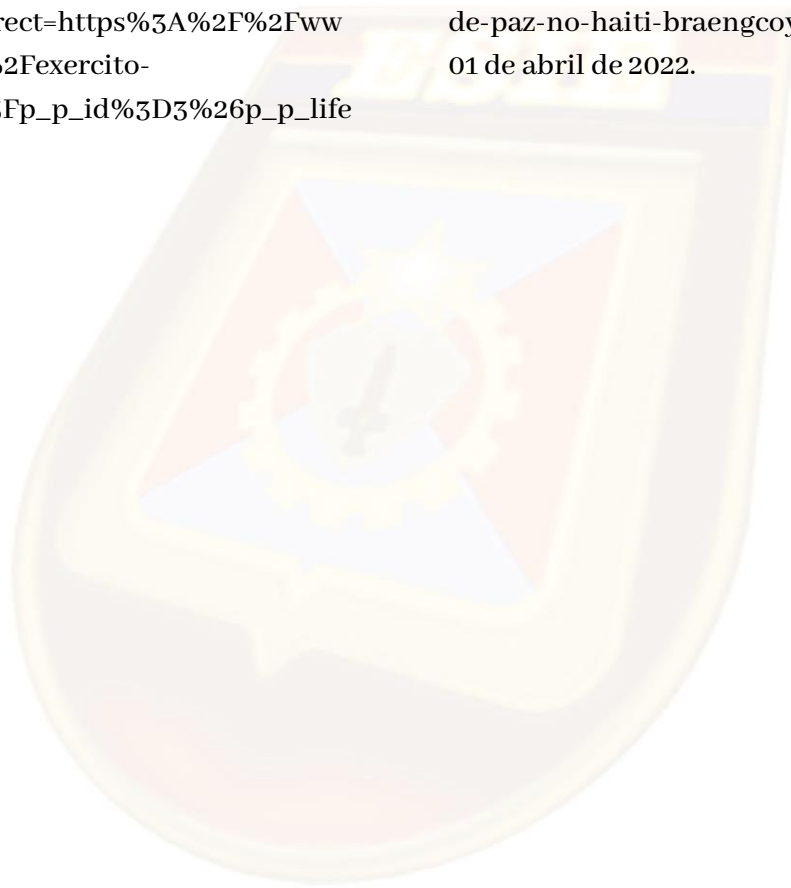 rect=https%3A%2F%2Fww
2Fexercito-
Fp_p_id%3D3%26p_p_life
de-paz-no-haiti-braengcoy
01 de abril de 2022.